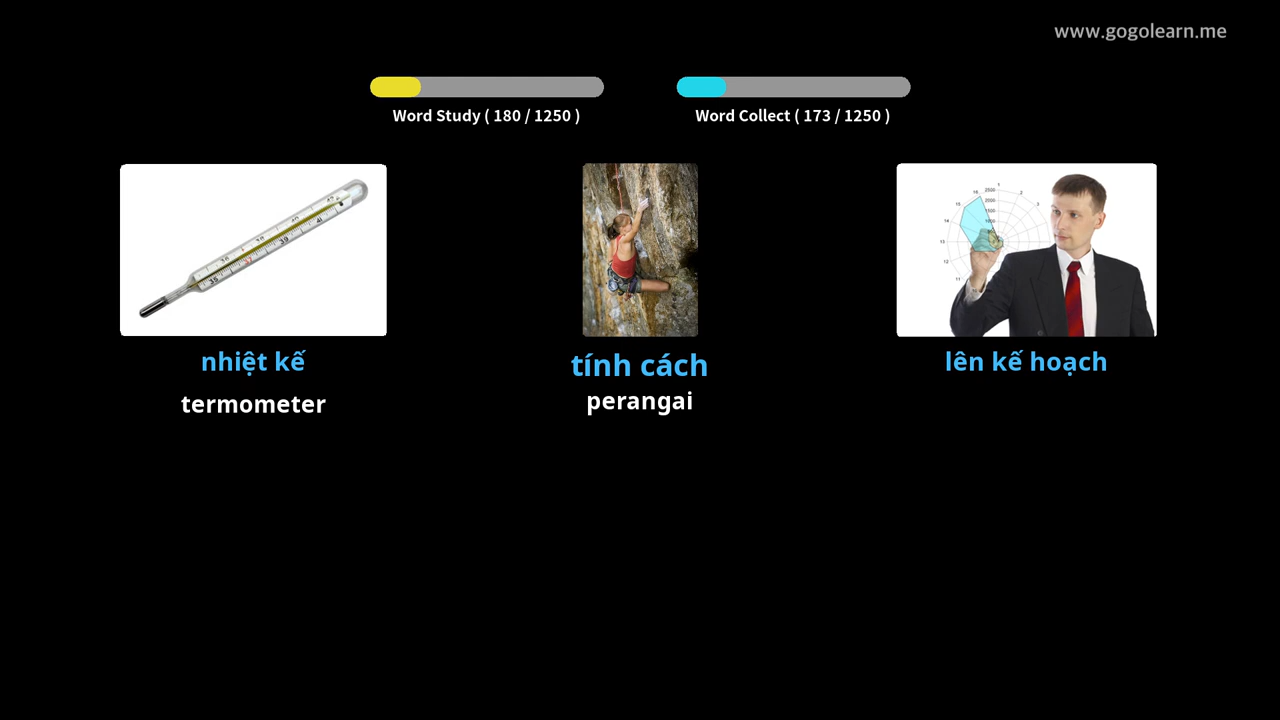 www.gogolearn.me
Word Study ( 180 / 1250 )
Word Collect ( 173 / 1250 )
nhiệt kế
tính cách
lên kế hoạch
termometer
perangai